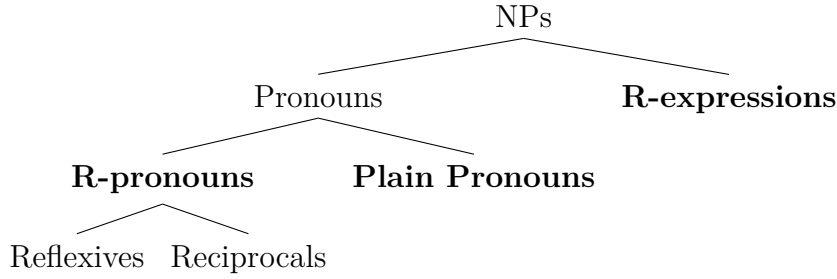 NPs
Pronouns R-expressions
R-pronouns Plain Pronouns
Reflexives Reciprocals